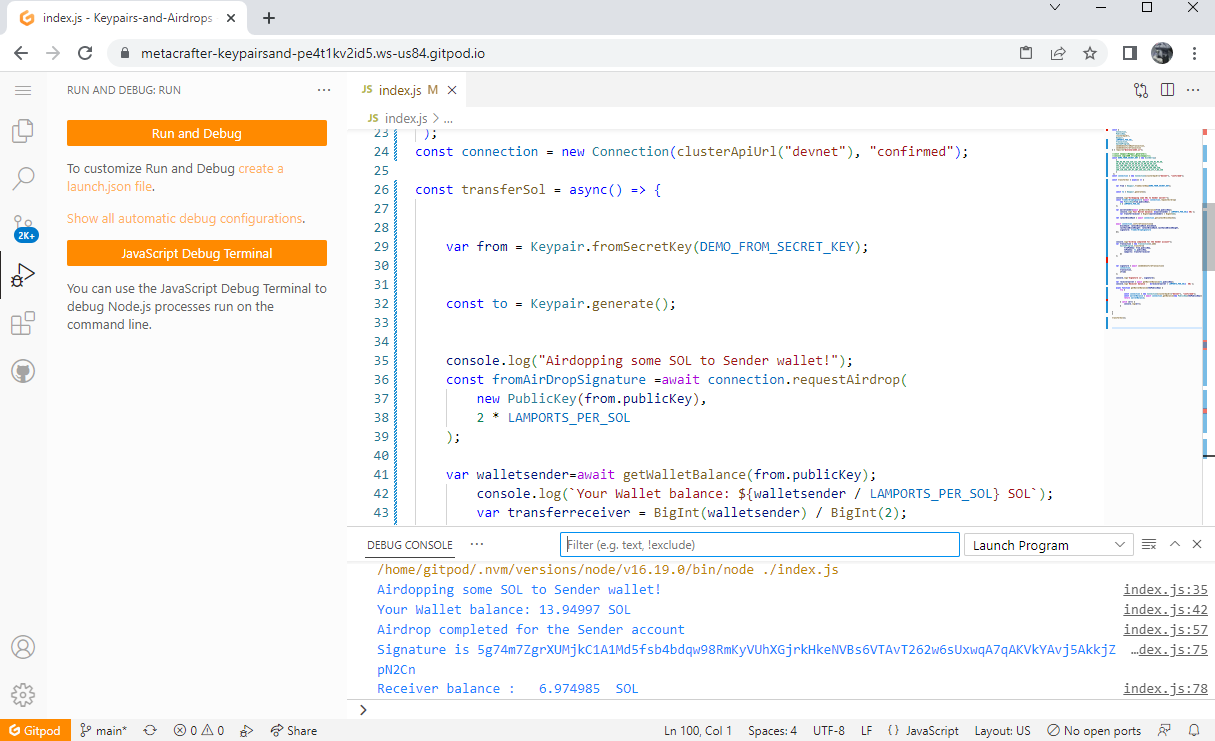 index.js - Keypairs-and-Airdrops
metacrafter-keypairsand-pe4t1kv2id5.ws-us84.gitpod.io
RUN AND DEBUG: RUN
Run and Debug
To customize Run and Debug create a
launch.json file.
Show all automatic debug configurations.
JavaScript Debug Terminal
You can use the JavaScript Debug Terminal to
debug Node.js processes run on the
command line.
2K+
JS index.js M
JS index.js > ...
23 );
24 const connection = new Connection(clusterApiUrl("devnet"), "confirmed");
25
26 const transferSol = async() => {
27
28
29 var from = Keypair.fromSecretKey(DEMO_FROM_SECRET_KEY);
30
31
32 const to = Keypair.generate();
33
34
35 console.log("Airdopping some SOL to Sender wallet!");
36 const fromAirDropSignature =await connection.requestAirdrop(
37 new PublicKey(from.publicKey),
38 2 * LAMPORTS_PER_SOL
39 );
40
41 var walletsender=await getWalletBalance(from.publicKey);
42 console.log(`Your Wallet balance: ${walletsender / LAMPORTS_PER_SOL} SOL`);
43 var transferreceiver = BigInt(walletsender) / BigInt(2);
DEBUG CONSOLE
Filter (e.g. text, !exclude)
Launch Program
/home/gitpod/.nvm/versions/node/v16.19.0/bin/node ./index.js
Airdopping some SOL to Sender wallet! index.js:35
Your Wallet balance: 13.94997 SOL index.js:42
Airdrop completed for the Sender account index.js:57
Signature is 5g74m7ZgrXUMjkC1A1Md5fsb4bdqw98RmKyVUhXGjrkHkeNVBs6VTAvT262w6sUxwqA7qAKVkYAvj5AkkjZ …dex.js:75
pN2Cn
Receiver balance : 6.974985 SOL index.js:78
>
Gitpod main* 0 0 Share Ln 100, Col 1 Spaces: 4 UTF-8 LF {} JavaScript Layout: US No open ports